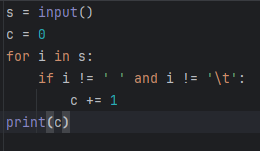 s = input()
c = 0
for i in s:
    if i != ' ' and i != '\t':
        c += 1
print(c)